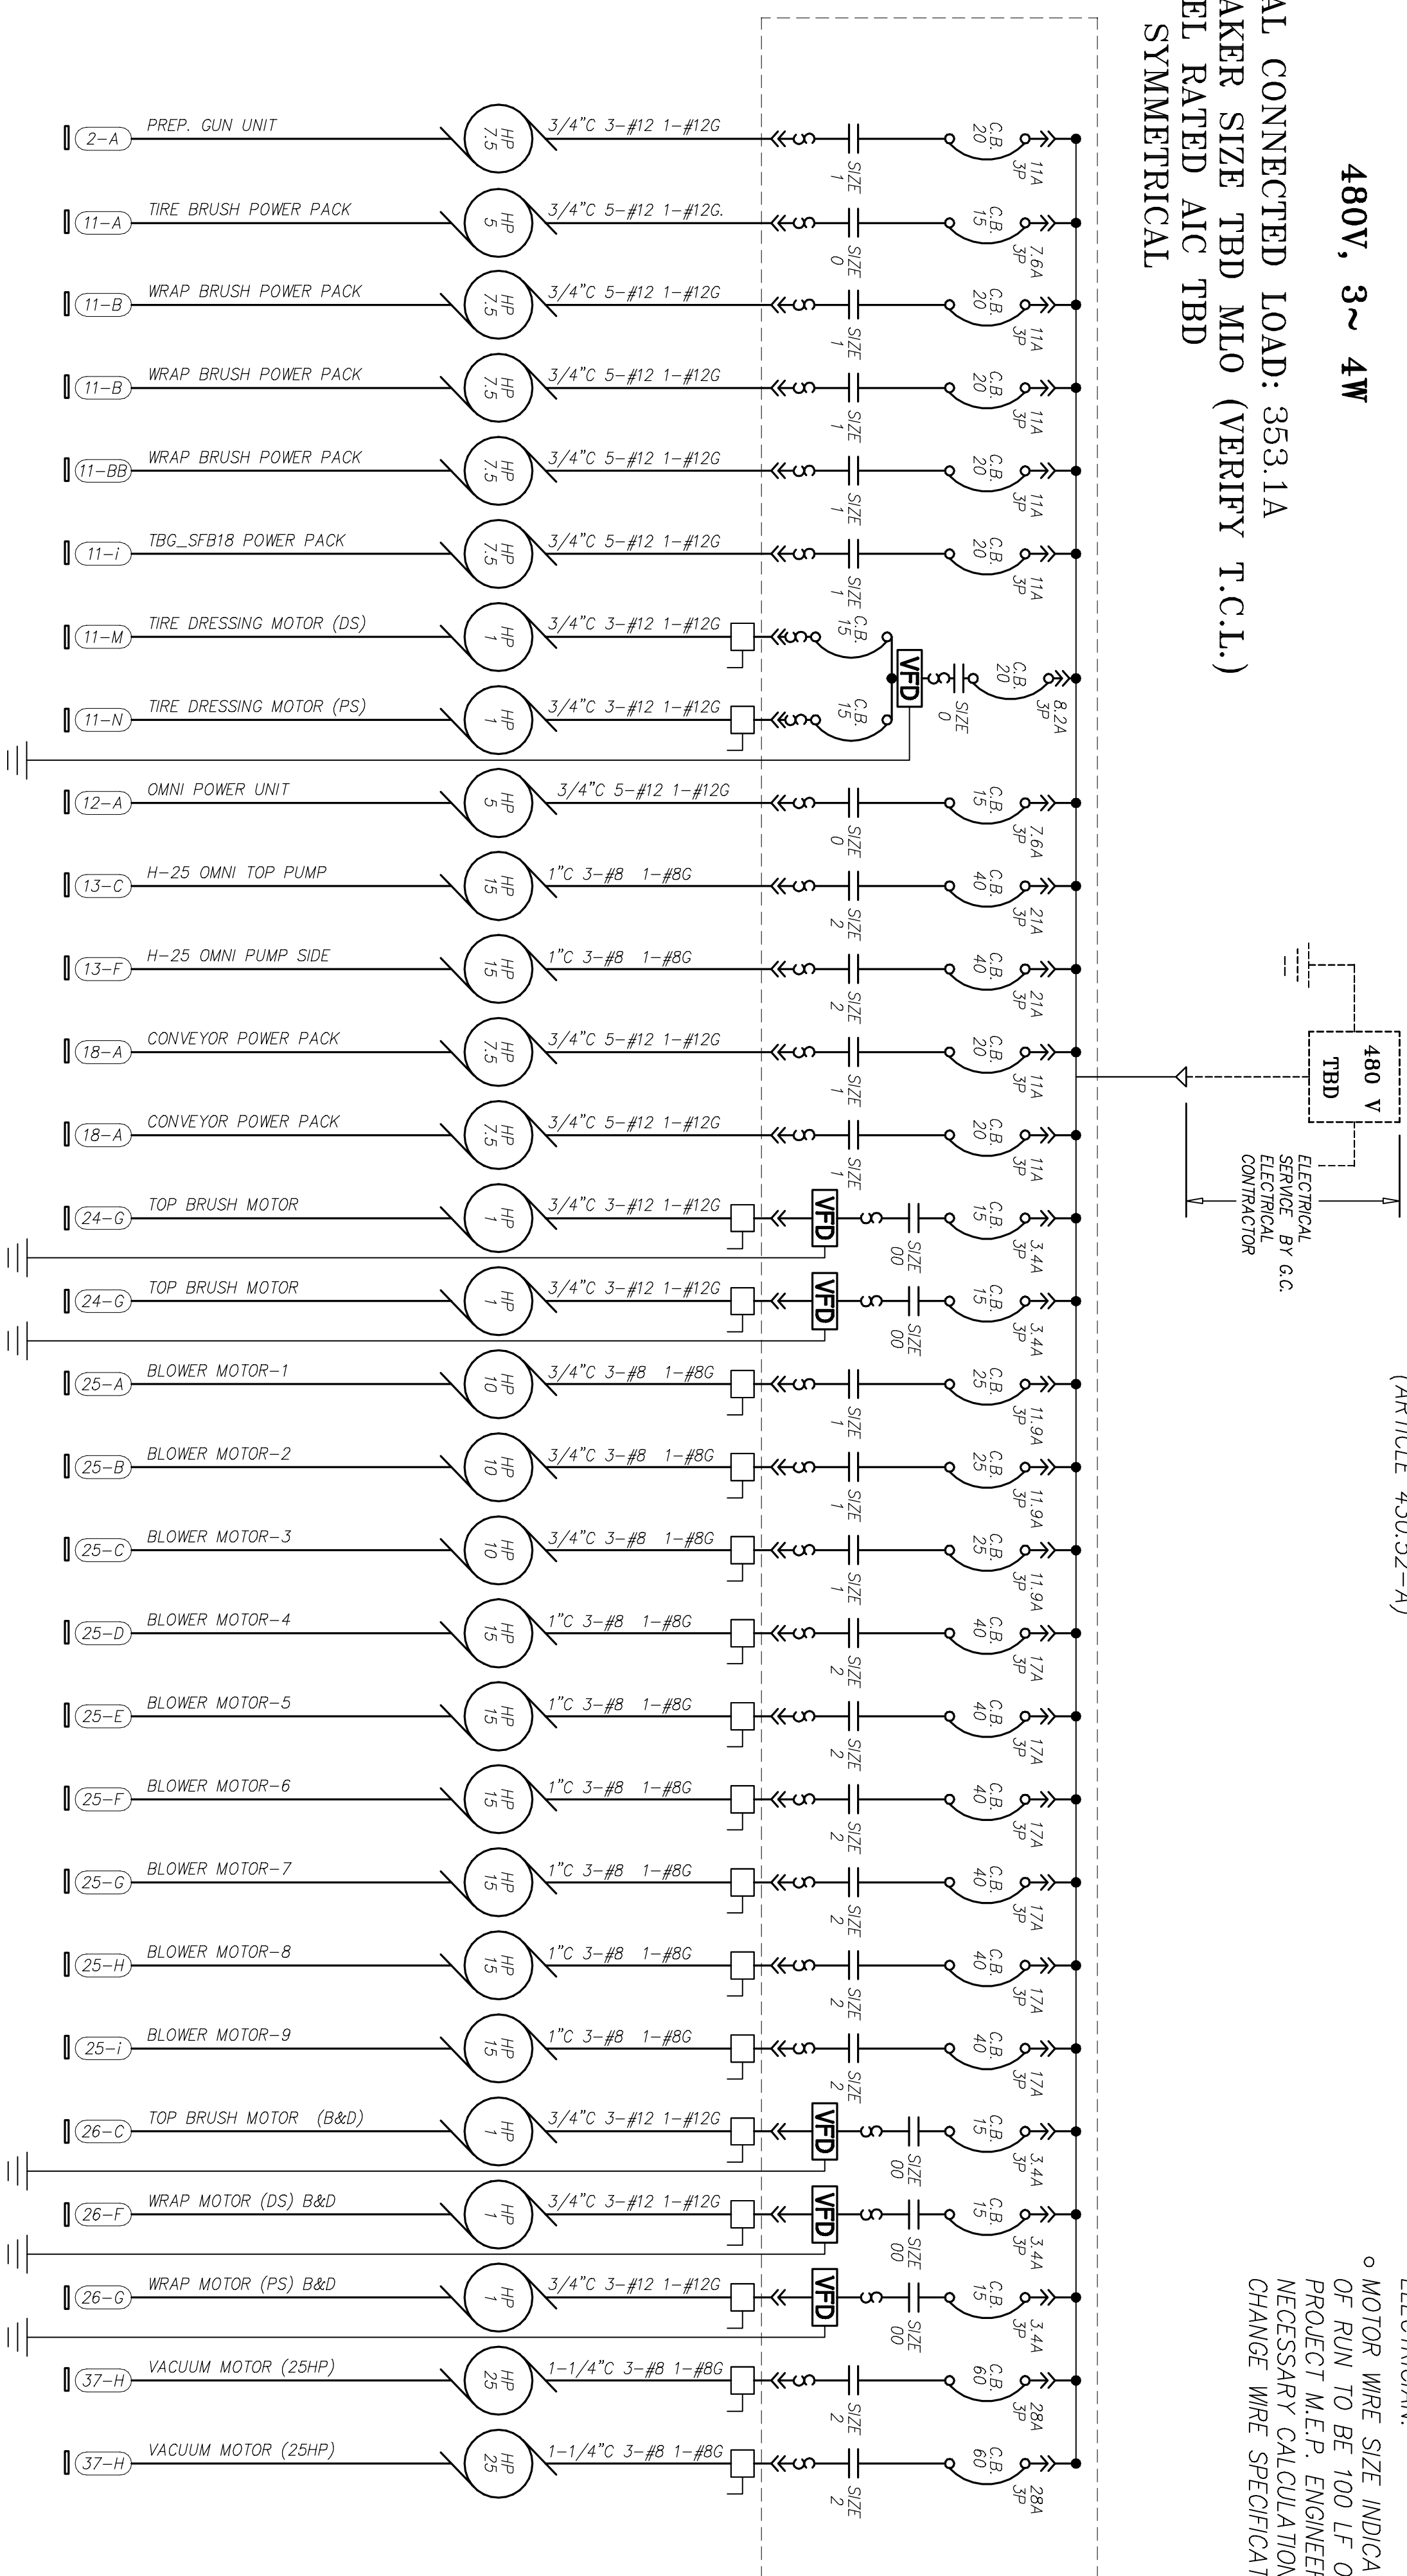 480V, 3~ 4W
AL CONNECTED LOAD: 353.1A
AKER SIZE TBD MLO (VERIFY T.C.L.)
EL RATED AIC TBD
SYMMETRICAL
480 V
TBD
ELECTRICAL
SERVICE BY G.C.
ELECTRICAL
CONTRACTOR
(ARTICLE 430.52-A)
ELECTRICIAN.
o MOTOR WIRE SIZE INDICA
OF RUN TO BE 100 LF O
PROJECT M.E.P. ENGINEER
NECESSARY CALCULATION
CHANGE WIRE SPECIFICAT
2-A PREP. GUN UNIT HP 7.5 3/4"C 3-#12 1-#12G SIZE 1 C.B. 20 11A 3P
11-A TIRE BRUSH POWER PACK HP 5 3/4"C 5-#12 1-#12G. SIZE 0 C.B. 15 7.6A 3P
11-B WRAP BRUSH POWER PACK HP 7.5 3/4"C 5-#12 1-#12G SIZE 1 C.B. 20 11A 3P
11-B WRAP BRUSH POWER PACK HP 7.5 3/4"C 5-#12 1-#12G SIZE 1 C.B. 20 11A 3P
11-BB WRAP BRUSH POWER PACK HP 7.5 3/4"C 5-#12 1-#12G SIZE 1 C.B. 20 11A 3P
11-i TBG_SFB18 POWER PACK HP 7.5 3/4"C 5-#12 1-#12G SIZE 1 C.B. 20 11A 3P
11-M TIRE DRESSING MOTOR (DS) HP 1 3/4"C 3-#12 1-#12G C.B. 15
VFD SIZE 0 C.B. 20 8.2A 3P
11-N TIRE DRESSING MOTOR (PS) HP 1 3/4"C 3-#12 1-#12G C.B. 15
12-A OMNI POWER UNIT HP 5 3/4"C 5-#12 1-#12G SIZE 0 C.B. 15 7.6A 3P
13-C H-25 OMNI TOP PUMP HP 15 1"C 3-#8 1-#8G SIZE 2 C.B. 40 21A 3P
13-F H-25 OMNI PUMP SIDE HP 15 1"C 3-#8 1-#8G SIZE 2 C.B. 40 21A 3P
18-A CONVEYOR POWER PACK HP 7.5 3/4"C 5-#12 1-#12G SIZE 1 C.B. 20 11A 3P
18-A CONVEYOR POWER PACK HP 7.5 3/4"C 5-#12 1-#12G SIZE 1 C.B. 20 11A 3P
24-G TOP BRUSH MOTOR HP 1 3/4"C 3-#12 1-#12G VFD SIZE 00 C.B. 15 3.4A 3P
24-G TOP BRUSH MOTOR HP 1 3/4"C 3-#12 1-#12G VFD SIZE 00 C.B. 15 3.4A 3P
25-A BLOWER MOTOR-1 HP 10 3/4"C 3-#8 1-#8G SIZE 1 C.B. 25 11.9A 3P
25-B BLOWER MOTOR-2 HP 10 3/4"C 3-#8 1-#8G SIZE 1 C.B. 25 11.9A 3P
25-C BLOWER MOTOR-3 HP 10 3/4"C 3-#8 1-#8G SIZE 1 C.B. 25 11.9A 3P
25-D BLOWER MOTOR-4 HP 15 1"C 3-#8 1-#8G SIZE 2 C.B. 40 17A 3P
25-E BLOWER MOTOR-5 HP 15 1"C 3-#8 1-#8G SIZE 2 C.B. 40 17A 3P
25-F BLOWER MOTOR-6 HP 15 1"C 3-#8 1-#8G SIZE 2 C.B. 40 17A 3P
25-G BLOWER MOTOR-7 HP 15 1"C 3-#8 1-#8G SIZE 2 C.B. 40 17A 3P
25-H BLOWER MOTOR-8 HP 15 1"C 3-#8 1-#8G SIZE 2 C.B. 40 17A 3P
25-i BLOWER MOTOR-9 HP 15 1"C 3-#8 1-#8G SIZE 2 C.B. 40 17A 3P
26-C TOP BRUSH MOTOR (B&D) HP 1 3/4"C 3-#12 1-#12G VFD SIZE 00 C.B. 15 3.4A 3P
26-F WRAP MOTOR (DS) B&D HP 1 3/4"C 3-#12 1-#12G VFD SIZE 00 C.B. 15 3.4A 3P
26-G WRAP MOTOR (PS) B&D HP 1 3/4"C 3-#12 1-#12G VFD SIZE 00 C.B. 15 3.4A 3P
37-H VACUUM MOTOR (25HP) HP 25 1-1/4"C 3-#8 1-#8G SIZE 2 C.B. 60 28A 3P
37-H VACUUM MOTOR (25HP) HP 25 1-1/4"C 3-#8 1-#8G SIZE 2 C.B. 60 28A 3P